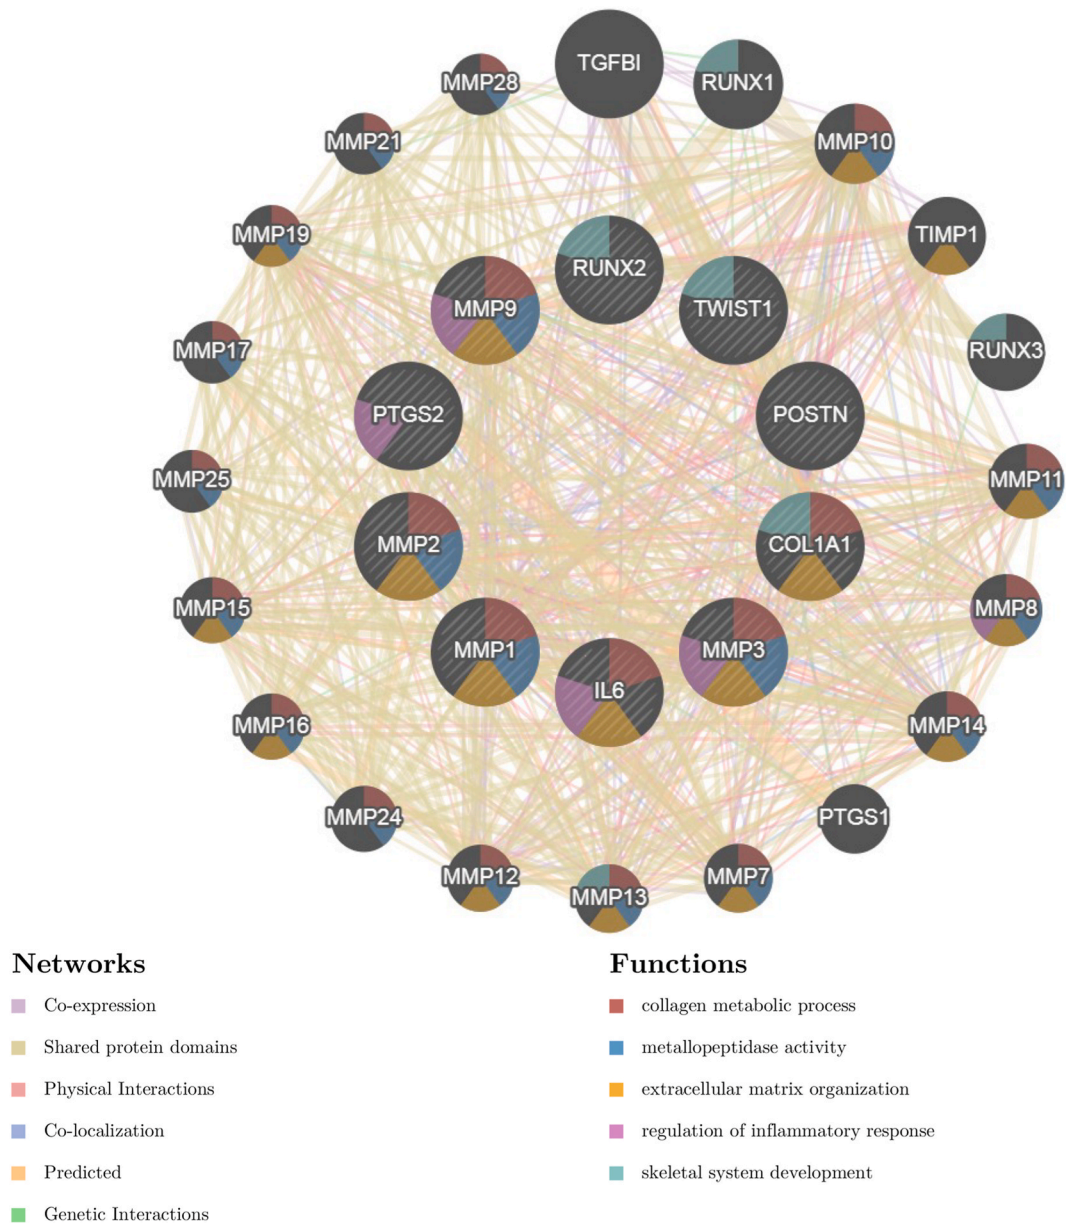 TGFBI
RUNX1
MMP28
MMP10
MMP21
TIMP1
MMP19
RUNX2
TWIST1
MMP9
RUNX3
MMP17
PTGS2
POSTN
MMP25
MMP11
MMP2
COL1A1
MMP15
MMP8
MMP1
MMP3
IL6
MMP16
MMP14
MMP24
PTGS1
MMP12
MMP7
MMP13
Networks
Co-expression
Shared protein domains
Physical Interactions
Co-localization
Predicted
Genetic Interactions
Functions
collagen metabolic process
metallopeptidase activity
extracellular matrix organization
regulation of inflammatory response
skeletal system development